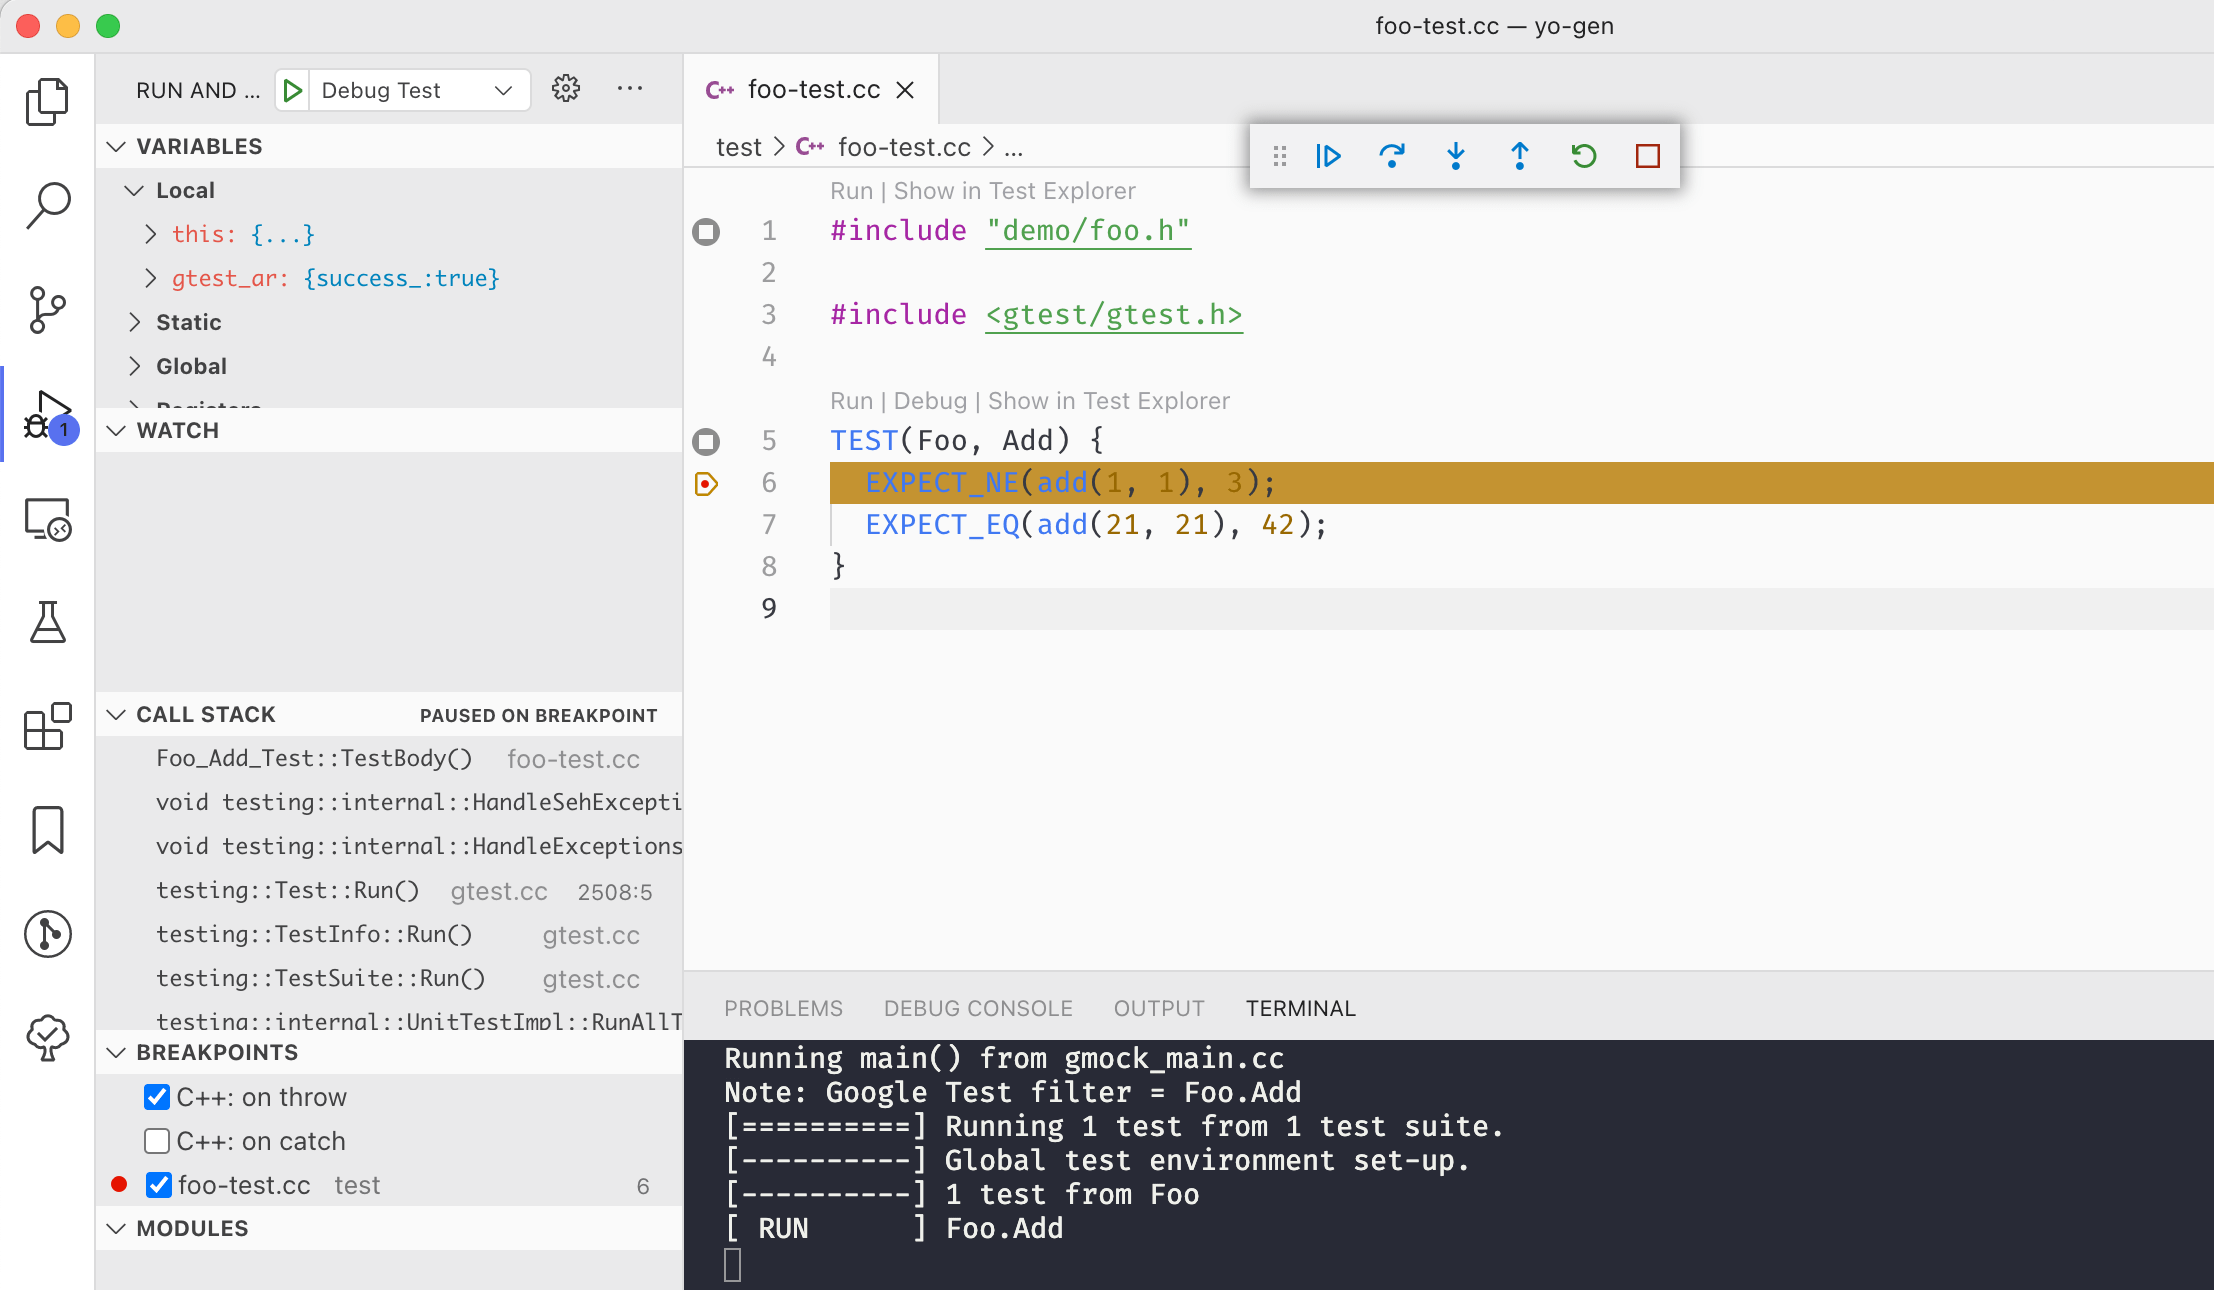 foo-test.cc — yo-gen
RUN AND ...
Debug Test
VARIABLES
Local
this: {...}
gtest_ar: {success_:true}
Static
Global
Registers
WATCH
CALL STACK
PAUSED ON BREAKPOINT
Foo_Add_Test::TestBody() foo-test.cc
void testing::internal::HandleSehExcepti
void testing::internal::HandleExceptions
testing::Test::Run() gtest.cc 2508:5
testing::TestInfo::Run() gtest.cc
testing::TestSuite::Run() gtest.cc
testing::internal::UnitTestImpl::RunAllT
BREAKPOINTS
C++: on throw
C++: on catch
foo-test.cc test 6
MODULES
1
C++ foo-test.cc
test > C++ foo-test.cc > ...
Run | Show in Test Explorer
1 #include "demo/foo.h"
2
3 #include <gtest/gtest.h>
4
Run | Debug | Show in Test Explorer
5 TEST(Foo, Add) {
6 EXPECT_NE(add(1, 1), 3);
7 EXPECT_EQ(add(21, 21), 42);
8 }
9
PROBLEMS DEBUG CONSOLE OUTPUT TERMINAL
Running main() from gmock_main.cc
Note: Google Test filter = Foo.Add
[==========] Running 1 test from 1 test suite.
[----------] Global test environment set-up.
[----------] 1 test from Foo
[ RUN      ] Foo.Add